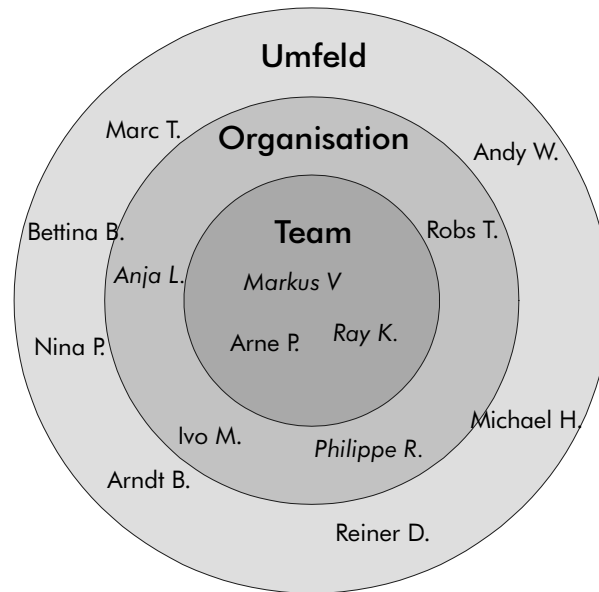 Umfeld
Marc T.
Organisation
Andy W.
Bettina B.
Team
Robs T.
Anja L.
Markus V
Nina P.
Arne P.
Ray K.
Ivo M.
Philippe R.
Michael H.
Arndt B.
Reiner D.